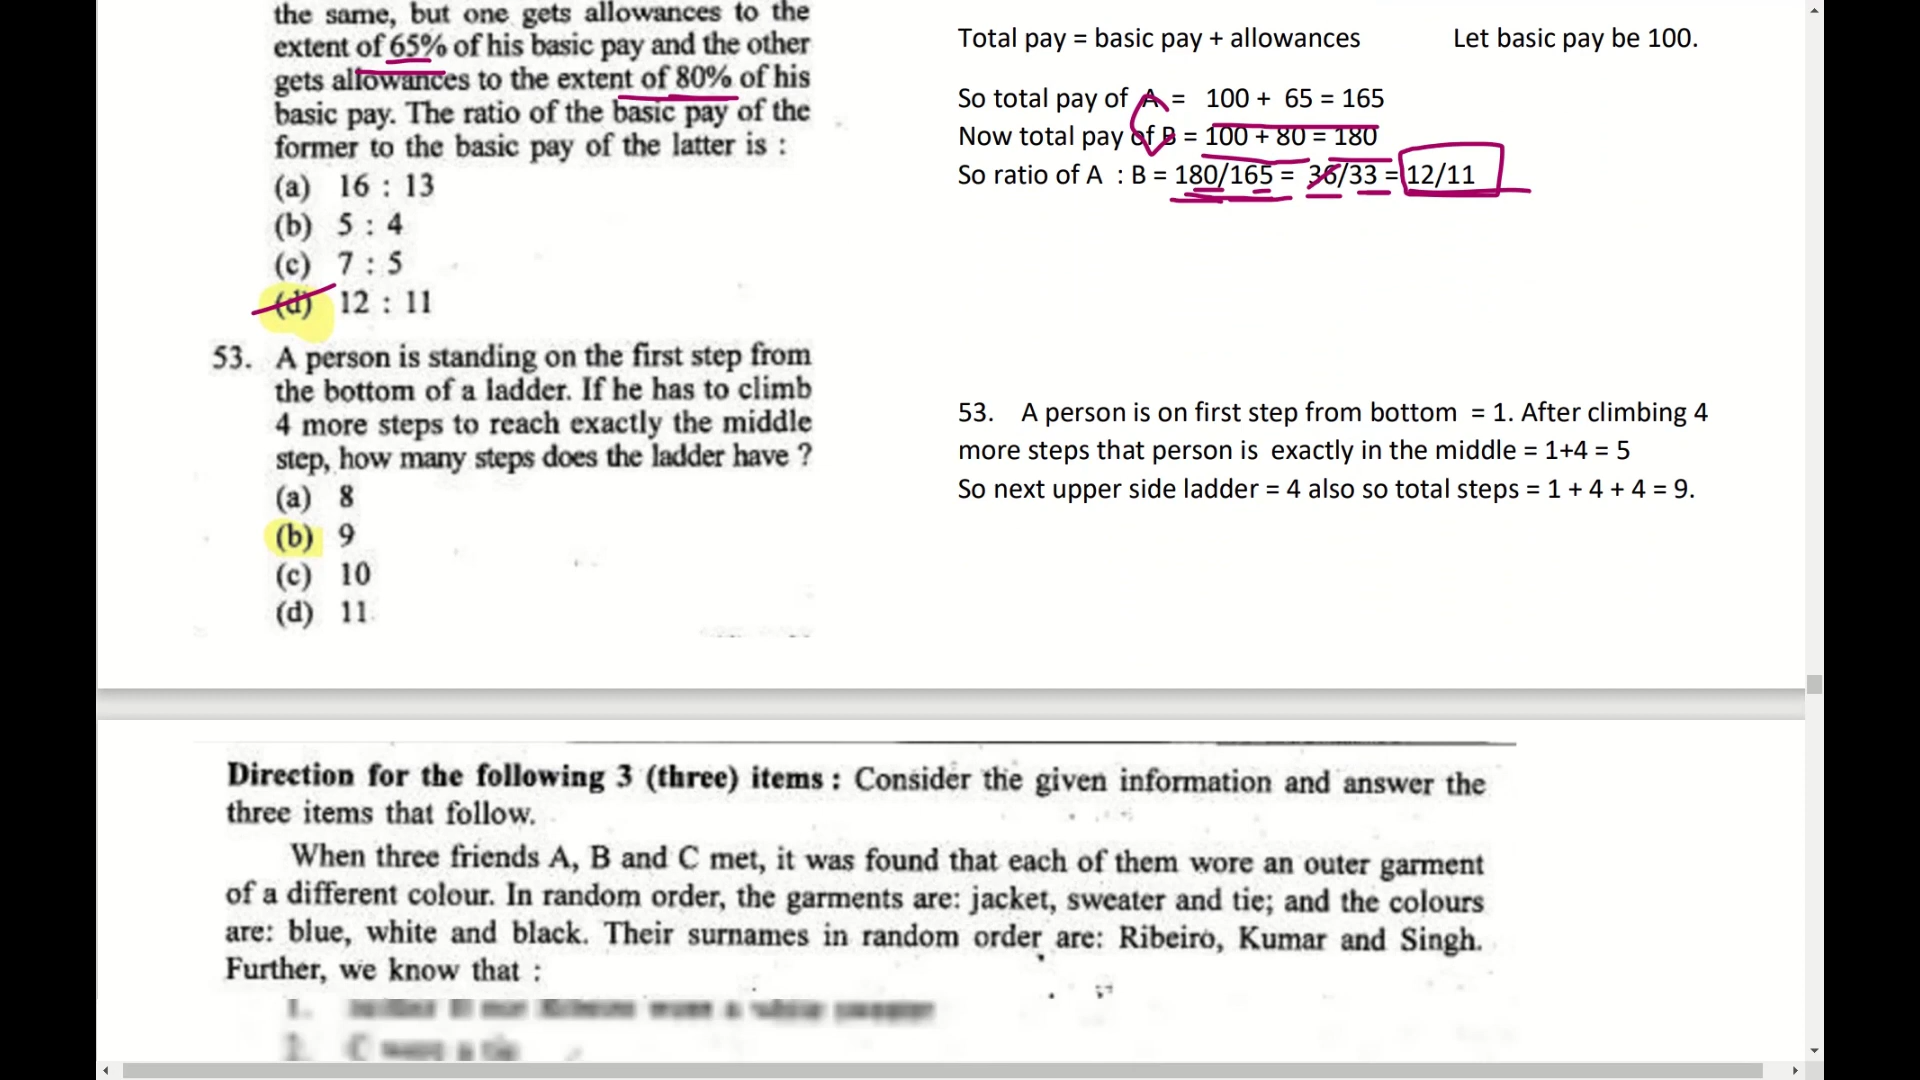 the same, but one gets allowances to the
extent of 65% of his basic pay and the other
gets allowances to the extent of 80% of his
basic pay. The ratio of the basic pay of the
former to the basic pay of the latter is :
(a) 16 : 13
(b) 5 : 4
(c) 7 : 5
(d) 12 : 11
Total pay = basic pay + allowances Let basic pay be 100.
So total pay of A = 100 + 65 = 165
Now total pay of B = 100 + 80 = 180
So ratio of A : B = 180/165 = 36/33 = 12/11
53. A person is standing on the first step from
the bottom of a ladder. If he has to climb
4 more steps to reach exactly the middle
step, how many steps does the ladder have ?
(a) 8
(b) 9
(c) 10
(d) 11
53. A person is on first step from bottom = 1. After climbing 4
more steps that person is exactly in the middle = 1+4 = 5
So next upper side ladder = 4 also so total steps = 1 + 4 + 4 = 9.
Direction for the following 3 (three) items : Consider the given information and answer the
three items that follow.
When three friends A, B and C met, it was found that each of them wore an outer garment
of a different colour. In random order, the garments are: jacket, sweater and tie; and the colours
are: blue, white and black. Their surnames in random order are: Ribeiro, Kumar and Singh.
Further, we know that :
1.
2. C wore a tie